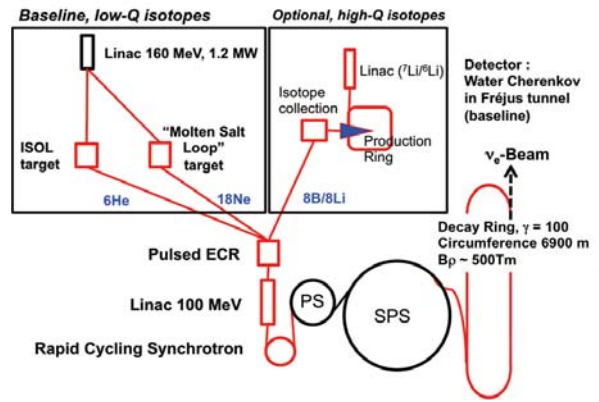 Baseline, low-Q isotopes
Optional, high-Q isotopes
Linac 160 MeV, 1.2 MW
Linac (⁷Li/⁶Li)
Detector :
Water Cherenkov
in Fréjus tunnel
(baseline)
Isotope
collection
"Molten Salt
Loop" target
ISOL
target
Production
Ring
νe-Beam
6He
18Ne
8B/8Li
Decay Ring, γ = 100
Circumference 6900 m
Bρ ~ 500Tm
Pulsed ECR
Linac 100 MeV
PS
SPS
Rapid Cycling Synchrotron